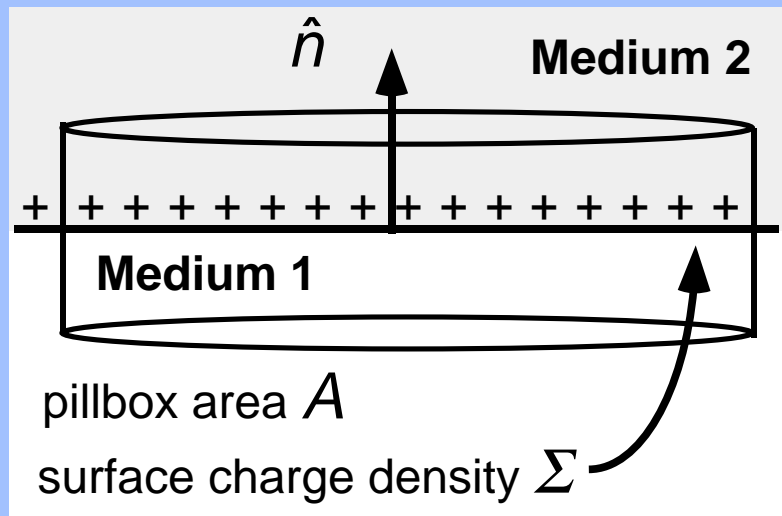 n̂
Medium 2
+ + + + + + + + + + + + + + + +
Medium 1
pillbox area A
surface charge density Σ